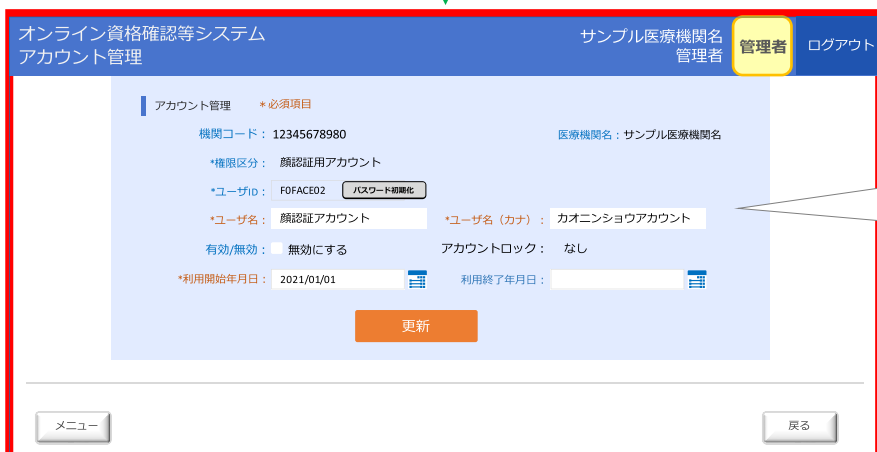 オンライン資格確認等システム
アカウント管理
サンプル医療機関名
管理者
管理者
ログアウト
アカウント管理 *必須項目
機関コード： 12345678980 医療機関名：サンプル医療機関名
*権限区分： 顔認証用アカウント
*ユーザID： F0FACE02 パスワード初期化
*ユーザ名： 顔認証アカウント *ユーザ名（カナ）： カオニンショウアカウント
有効/無効： 無効にする アカウントロック： なし
*利用開始年月日： 2021/01/01 利用終了年月日：
更新
メニュー 戻る